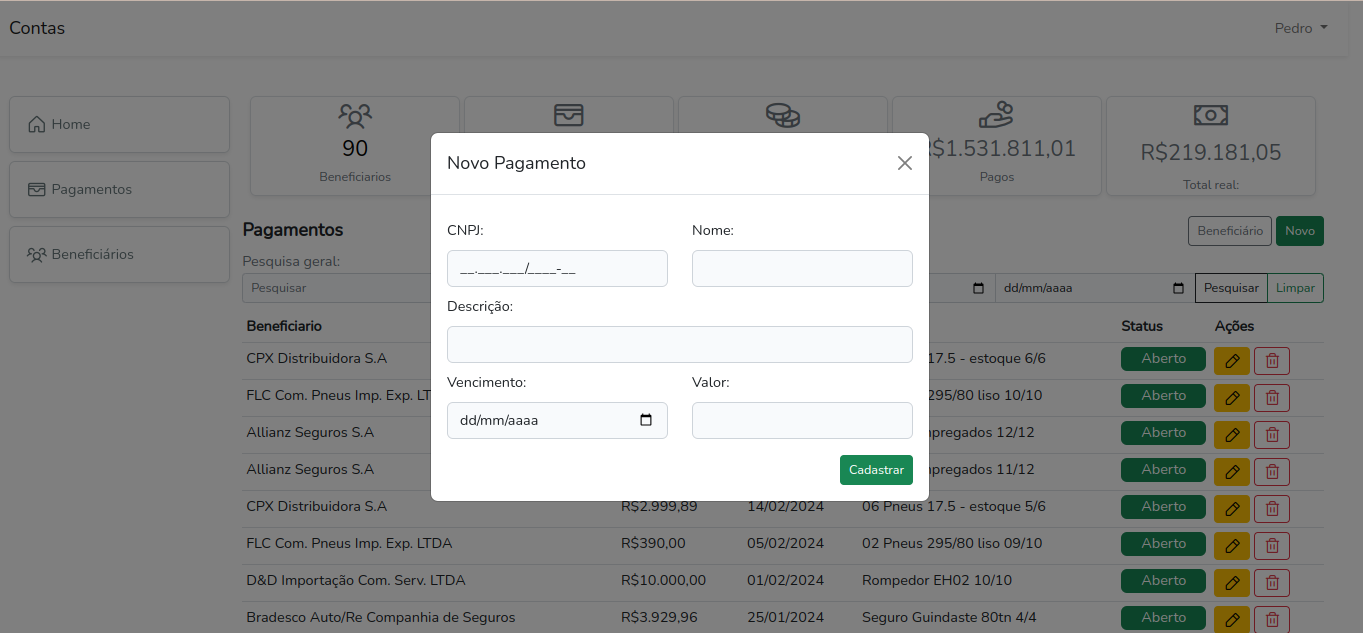 Contas
Pedro
Home
Pagamentos
Beneficiários
90
Beneficiarios
R$1.531.811,01
Pagos
R$219.181,05
Total real:
Novo Pagamento
CNPJ:
Nome:
__.___.___/____-__
Descrição:
Vencimento:
Valor:
dd/mm/aaaa
Cadastrar
Pagamentos
Beneficiário
Novo
Pesquisa geral:
Pesquisar
dd/mm/aaaa
Pesquisar
Limpar
Beneficiario Status Ações
CPX Distribuidora S.A 17.5 - estoque 6/6 Aberto
FLC Com. Pneus Imp. Exp. LT 295/80 liso 10/10 Aberto
Allianz Seguros S.A pregados 12/12 Aberto
Allianz Seguros S.A pregados 11/12 Aberto
CPX Distribuidora S.A R$2.999,89 14/02/2024 06 Pneus 17.5 - estoque 5/6 Aberto
FLC Com. Pneus Imp. Exp. LTDA R$390,00 05/02/2024 02 Pneus 295/80 liso 09/10 Aberto
D&D Importação Com. Serv. LTDA R$10.000,00 01/02/2024 Rompedor EH02 10/10 Aberto
Bradesco Auto/Re Companhia de Seguros R$3.929,96 25/01/2024 Seguro Guindaste 80tn 4/4 Aberto